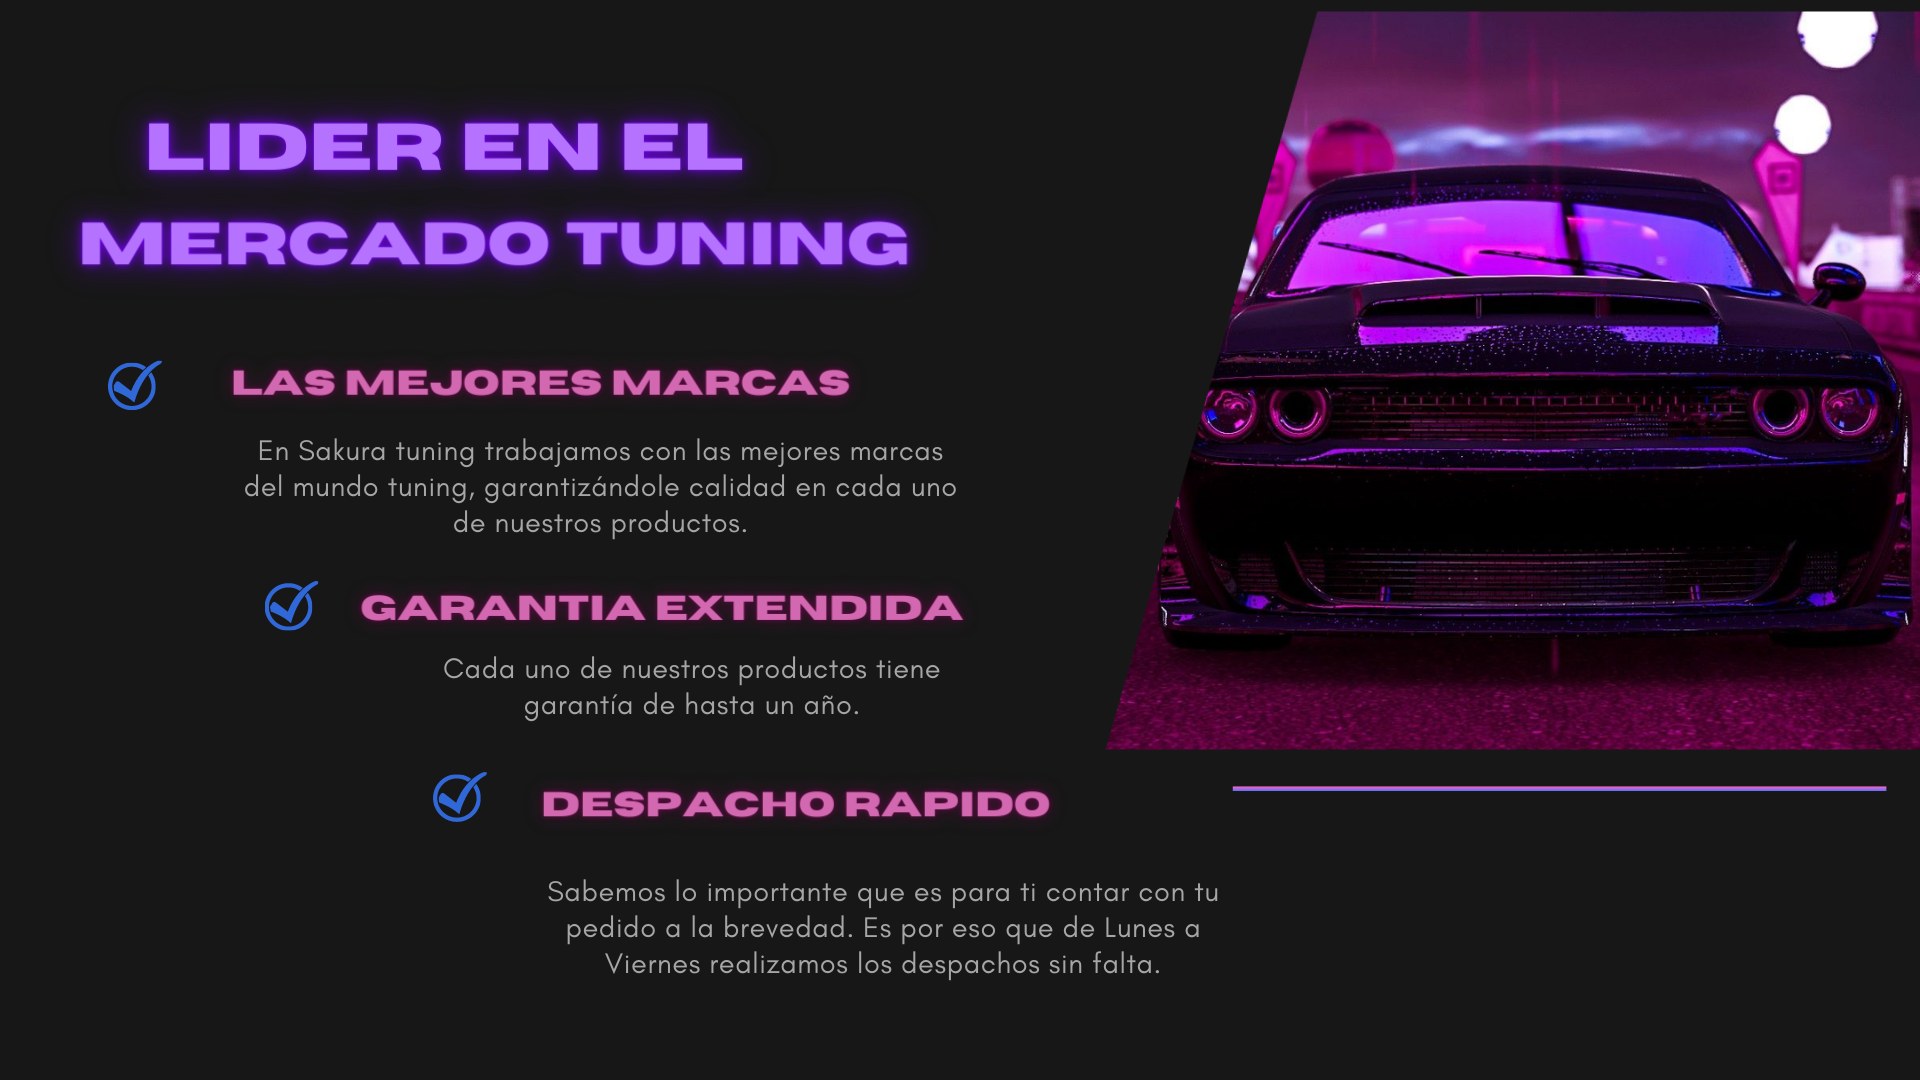 LIDER EN EL
MERCADO TUNING
LAS MEJORES MARCAS
En Sakura tuning trabajamos con las mejores marcas
del mundo tuning, garantizándole calidad en cada uno
de nuestros productos.
GARANTIA EXTENDIDA
Cada uno de nuestros productos tiene
garantía de hasta un año.
DESPACHO RAPIDO
Sabemos lo importante que es para ti contar con tu
pedido a la brevedad. Es por eso que de Lunes a
Viernes realizamos los despachos sin falta.